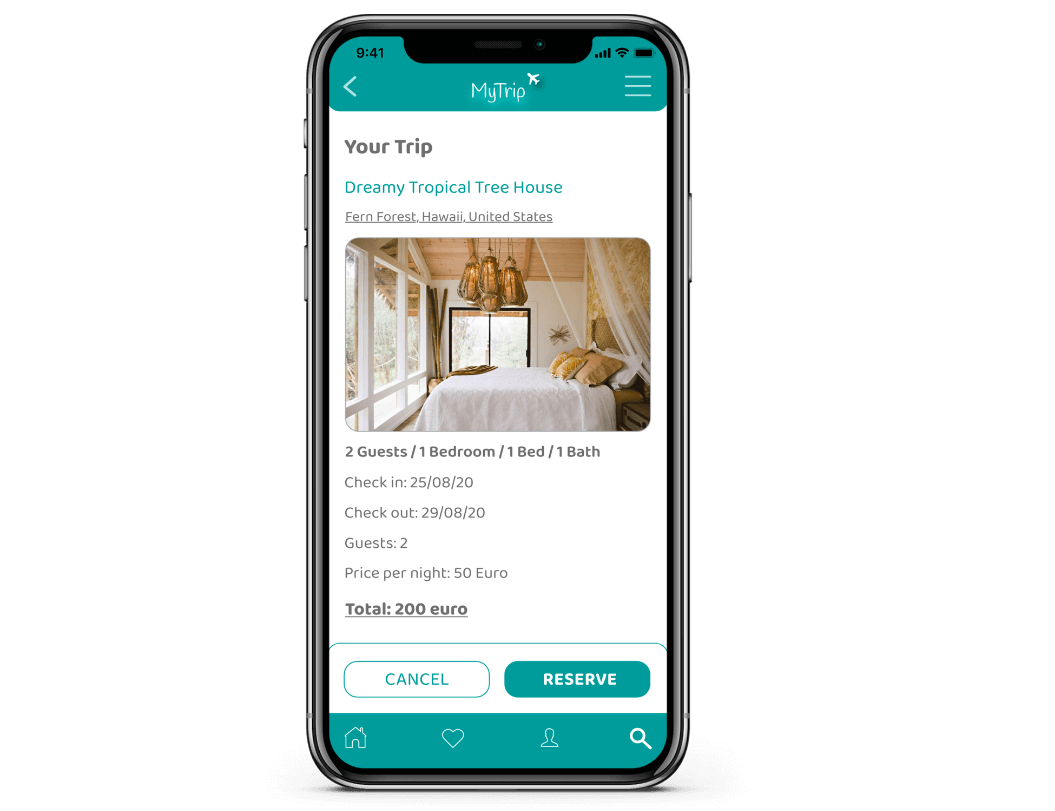 9:41
MyTrip
Your Trip
Dreamy Tropical Tree House
Fern Forest, Hawaii, United States
2 Guests / 1 Bedroom / 1 Bed / 1 Bath
Check in: 25/08/20
Check out: 29/08/20
Guests: 2
Price per night: 50 Euro
Total: 200 euro
CANCEL RESERVE